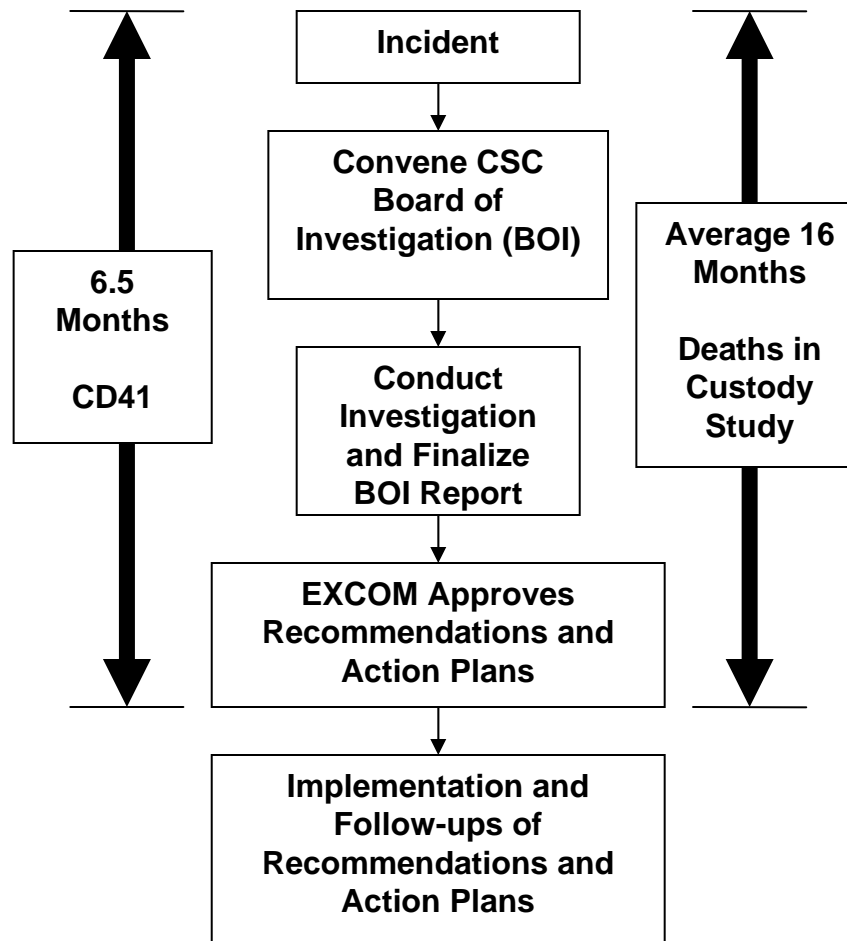 Incident
Convene CSC
Board of
Investigation (BOI)
6.5
Months
CD41
Average 16
Months
Deaths in
Custody
Study
Conduct
Investigation
and Finalize
BOI Report
EXCOM Approves
Recommendations and
Action Plans
Implementation and
Follow-ups of
Recommendations and
Action Plans